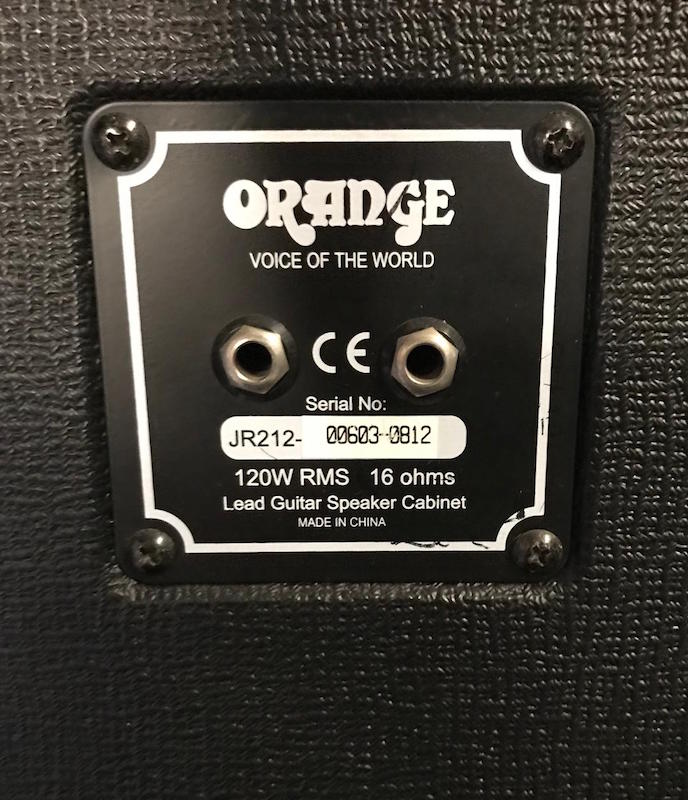 ORANGE
VOICE OF THE WORLD
CE
Serial No:
JR212- 00603-0812
120W RMS 16 ohms
Lead Guitar Speaker Cabinet
MADE IN CHINA